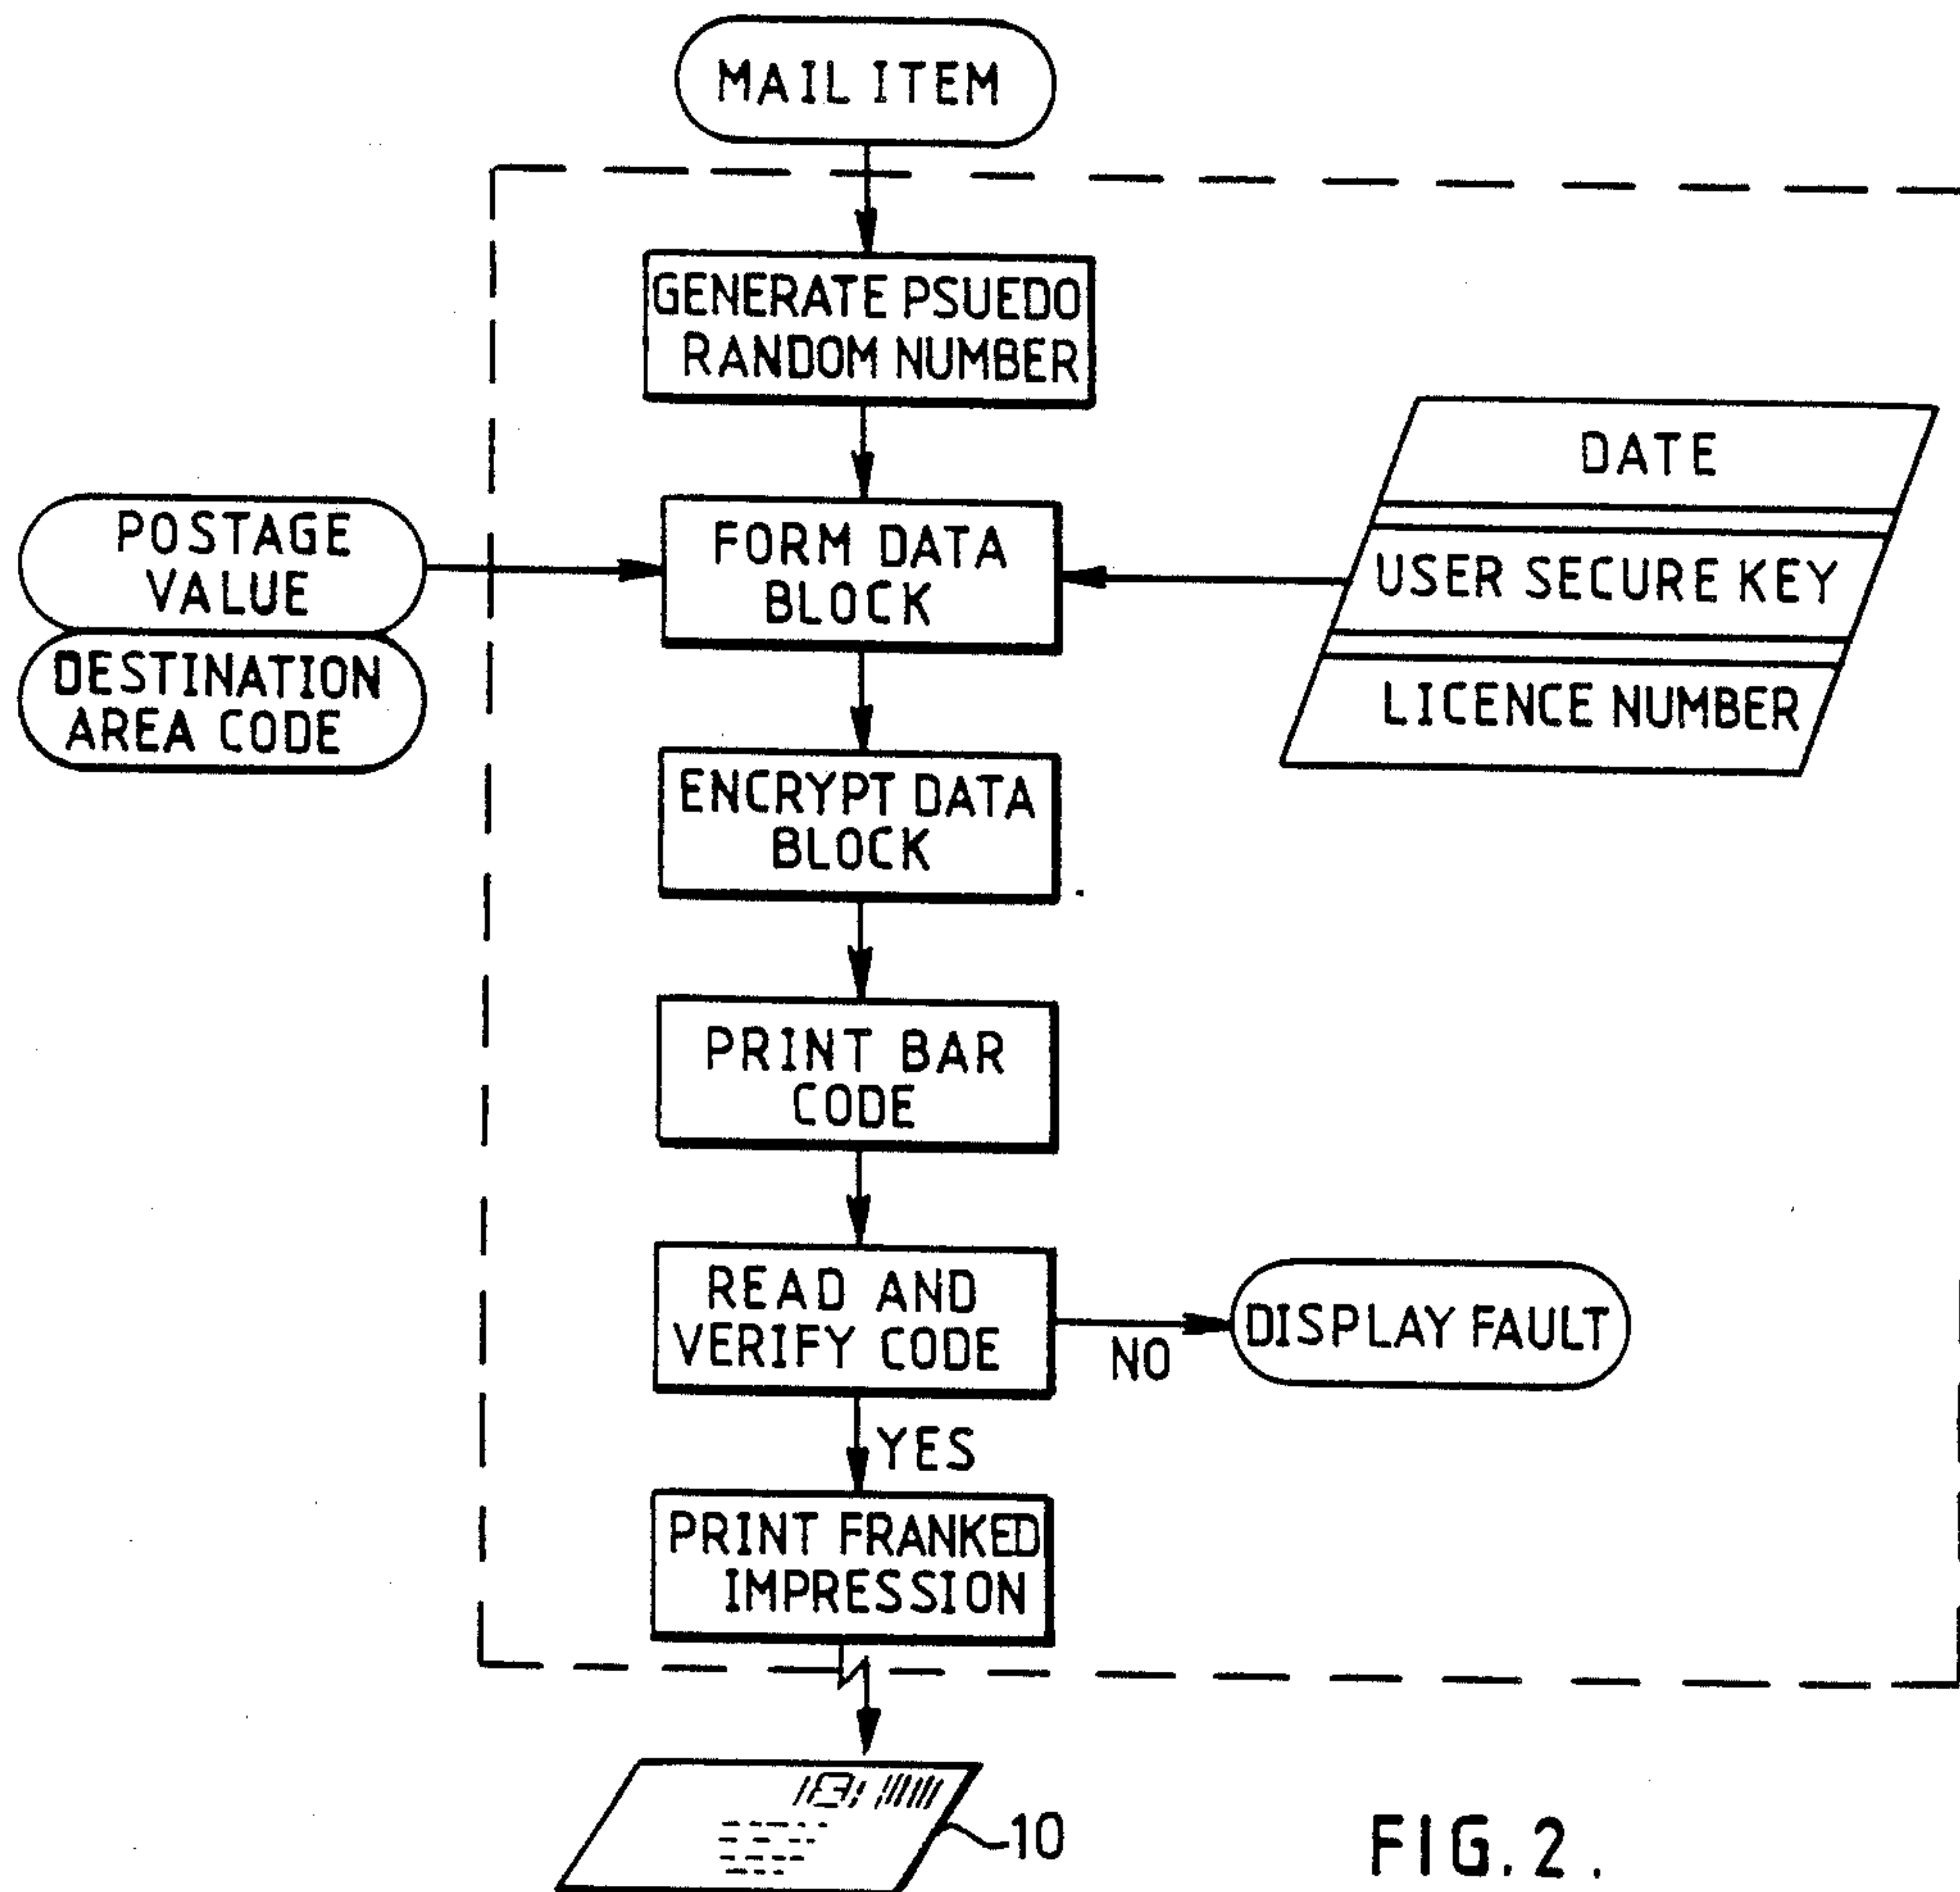 MAIL ITEM
GENERATE PSUEDO
RANDOM NUMBER
DATE
POSTAGE
VALUE
FORM DATA
BLOCK
USER SECURE KEY
DESTINATION
AREA CODE
LICENCE NUMBER
ENCRYPT DATA
BLOCK
PRINT BAR
CODE
READ AND
VERIFY CODE
NO
DISPLAY FAULT
YES
PRINT FRANKED
IMPRESSION
10
FIG. 2.